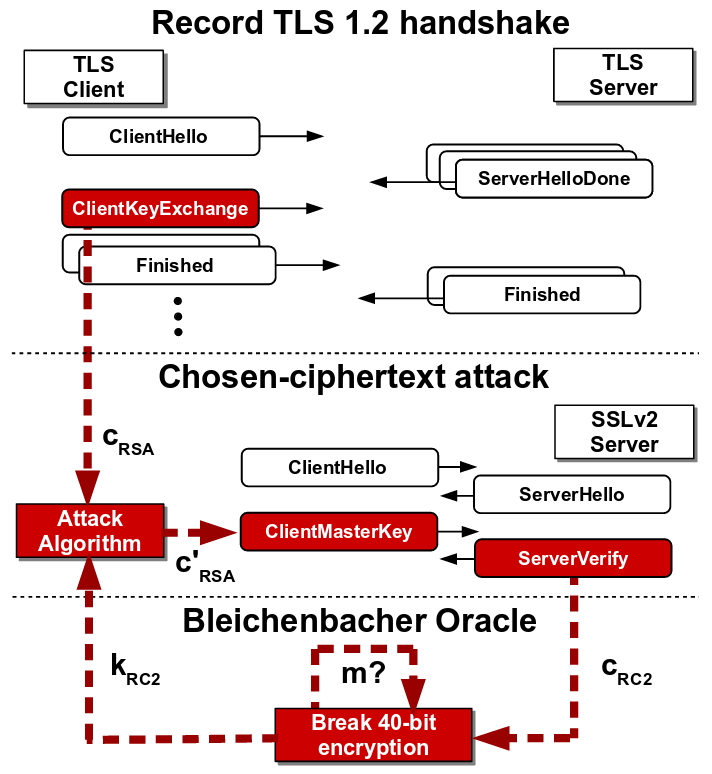 Record TLS 1.2 handshake
TLS
Client
TLS
Server
ClientHello
ServerHelloDone
ClientKeyExchange
Finished
Finished
Chosen-ciphertext attack
cRSA
SSLv2
Server
ClientHello
ServerHello
Attack
Algorithm
c'RSA
ClientMasterKey
ServerVerify
Bleichenbacher Oracle
kRC2
m?
cRC2
Break 40-bit
encryption